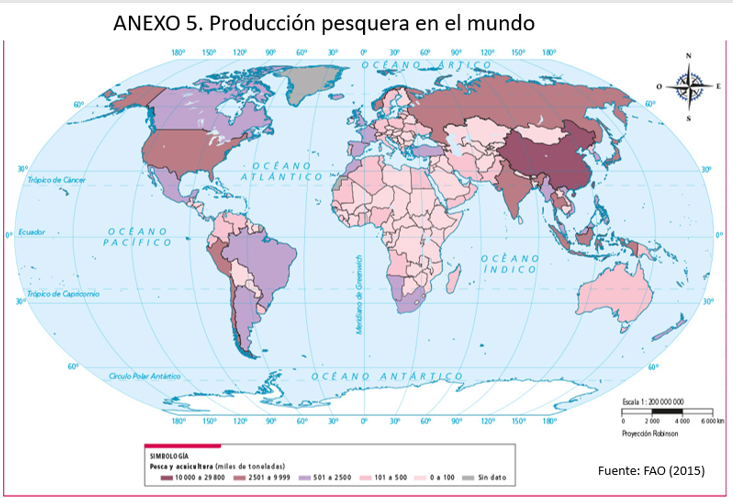 ANEXO 5. Producción pesquera en el mundo
180° 150° 120° 90° 60° 30° 0° 30° 60° 90° 120° 150° 180°
OCÉANO ÁRTICO
N
O E
S
60° 60°
OCÉANO
ATLÁNTICO
30° 30°
Trópico de Cáncer
Ecuador
OCÉANO
PACÍFICO
0° 0°
OCÉANO
ÍNDICO
Meridiano de Greenwich
Trópico de Capricornio
30° 30°
60° 60°
Círculo Polar Antártico
OCÉANO ANTÁRTICO
180° 150° 120° 90° 60° 30° 0° 30° 60° 90° 120° 150° 180°
Escala 1: 200 000 000
0 2 000 4 000 6 000 km
Proyección Robinson
SIMBOLOGÍA
Pesca y acuicultura (miles de toneladas)
10 000 a 29 800 2501 a 9 999 501 a 2500 101 a 500 0 a 100 Sin dato
Fuente: FAO (2015)